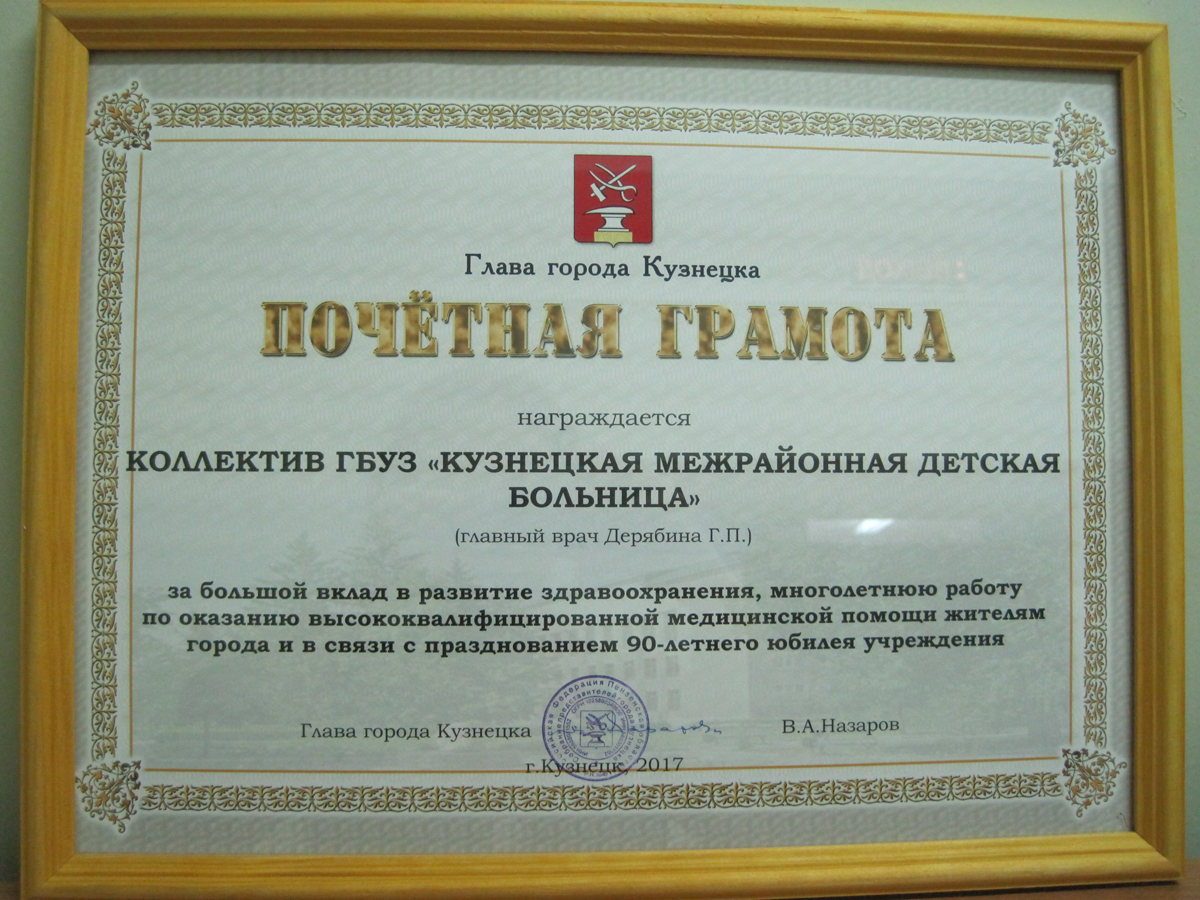 Глава города Кузнецка
ПОЧЁТНАЯ ГРАМОТА
награждается
КОЛЛЕКТИВ ГБУЗ «КУЗНЕЦКАЯ МЕЖРАЙОННАЯ ДЕТСКАЯ
БОЛЬНИЦА»
(главный врач Дерябина Г.П.)
за большой вклад в развитие здравоохранения, многолетнюю работу
по оказанию высококвалифицированной медицинской помощи жителям
города и в связи с празднованием 90-летнего юбилея учреждения
Глава города Кузнецка
В.А.Назаров
г.Кузнецк, 2017